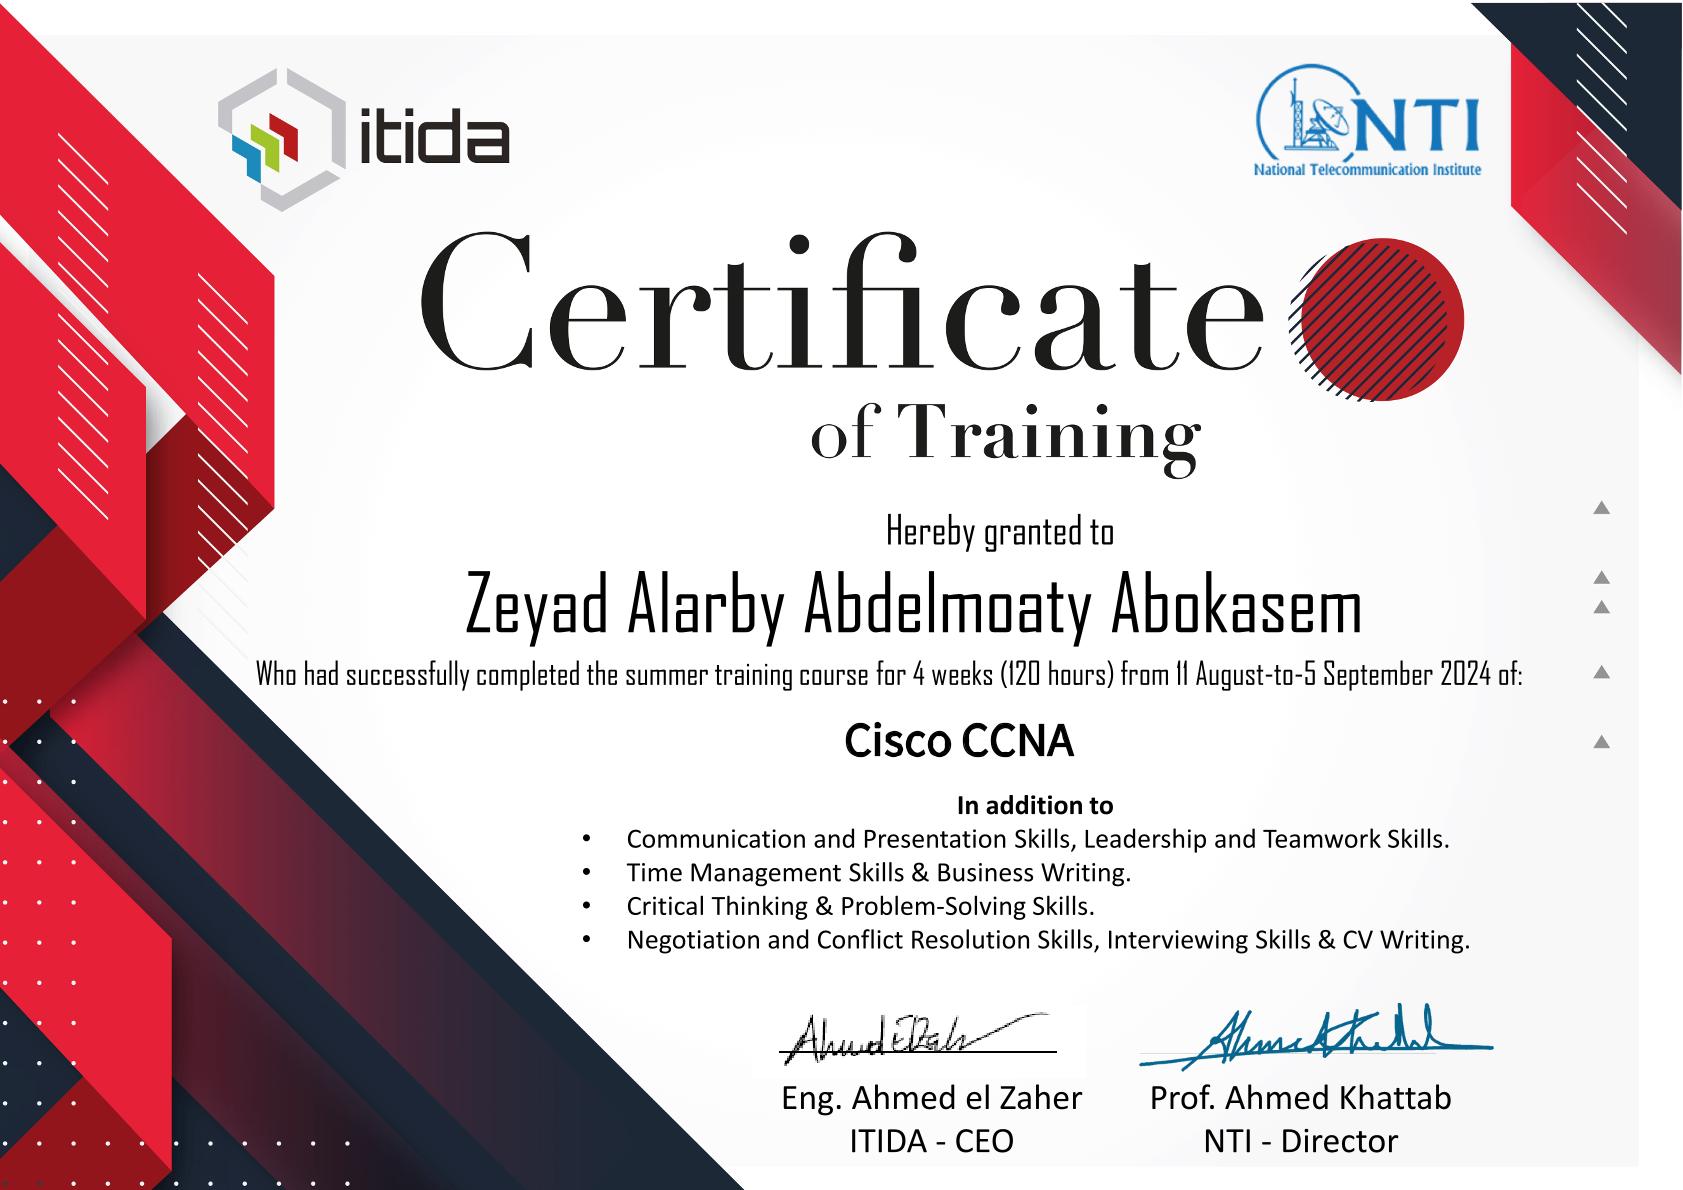 itida
NTI
National Telecommunication Institute
Certificate
of Training
Hereby granted to
Zeyad Alarby Abdelmoaty Abokasem
Who had successfully completed the summer training course for 4 weeks (120 hours) from 11 August-to-5 September 2024 of:
Cisco CCNA
In addition to
• Communication and Presentation Skills, Leadership and Teamwork Skills.
• Time Management Skills & Business Writing.
• Critical Thinking & Problem-Solving Skills.
• Negotiation and Conflict Resolution Skills, Interviewing Skills & CV Writing.
Eng. Ahmed el Zaher
ITIDA - CEO
Prof. Ahmed Khattab
NTI - Director